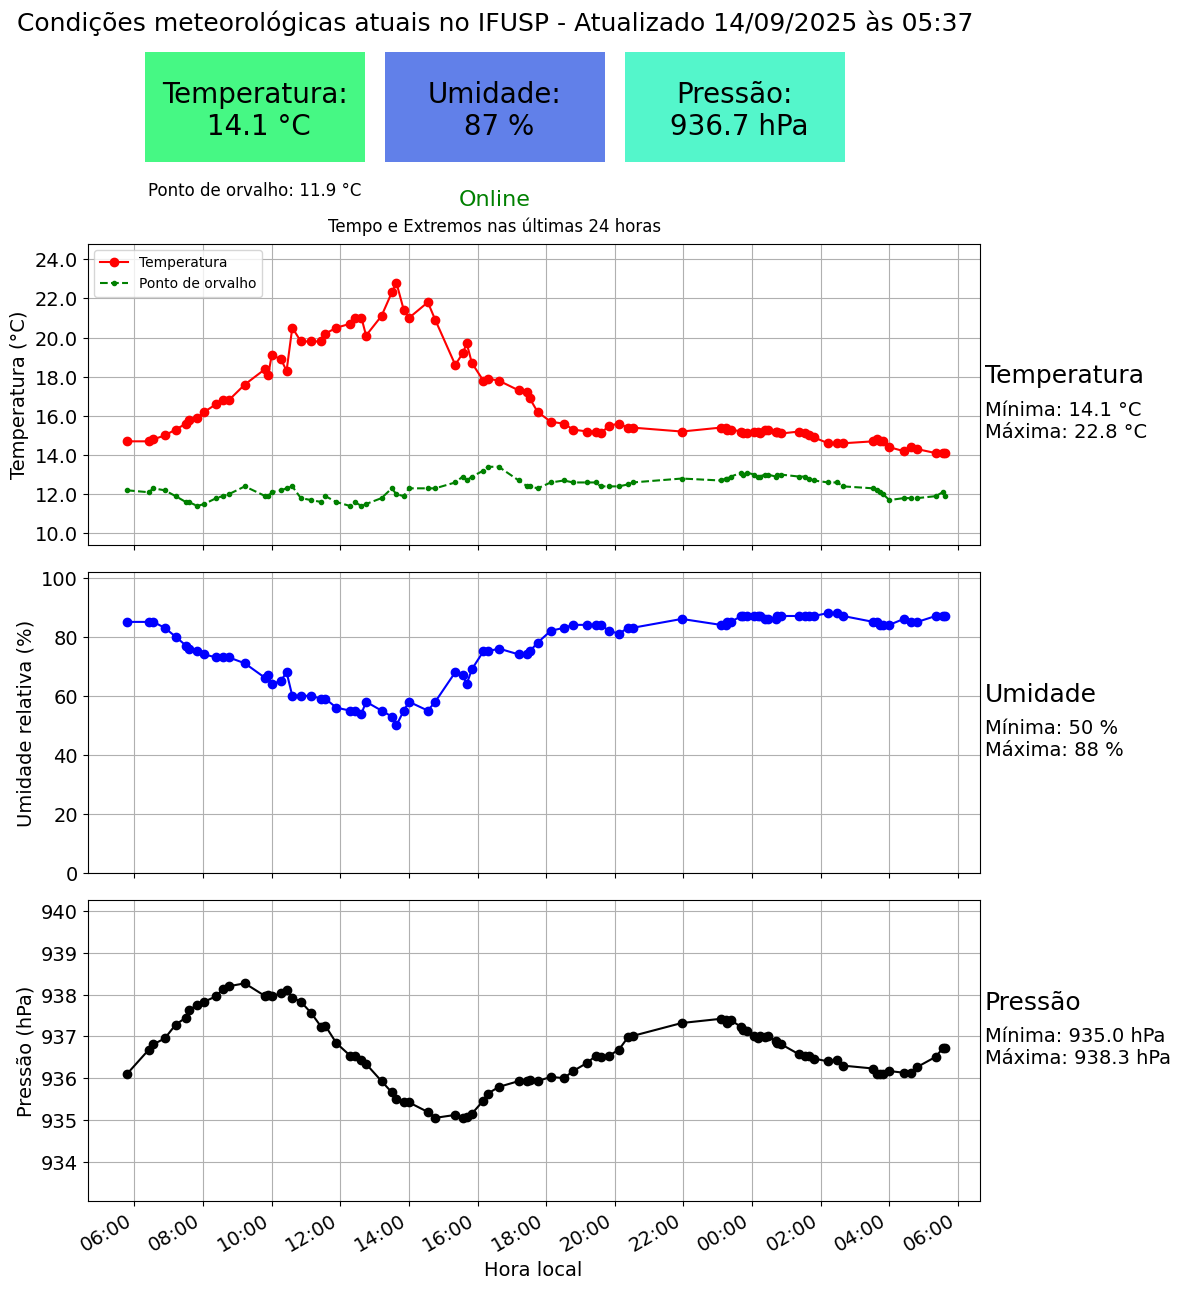 Condições meteorológicas atuais no IFUSP - Atualizado 14/09/2025 às 05:37
Temperatura:
14.1 °C
Umidade:
87 %
Pressão:
936.7 hPa
Ponto de orvalho: 11.9 °C
Online
Tempo e Extremos nas últimas 24 horas
Temperatura
Ponto de orvalho
Temperatura (°C)
24.0
22.0
20.0
18.0
16.0
14.0
12.0
10.0
Temperatura
Mínima: 14.1 °C
Máxima: 22.8 °C
Umidade relativa (%)
100
80
60
40
20
0
Umidade
Mínima: 50 %
Máxima: 88 %
Pressão (hPa)
940
939
938
937
936
935
934
Pressão
Mínima: 935.0 hPa
Máxima: 938.3 hPa
06:00
08:00
10:00
12:00
14:00
16:00
18:00
20:00
22:00
00:00
02:00
04:00
06:00
Hora local